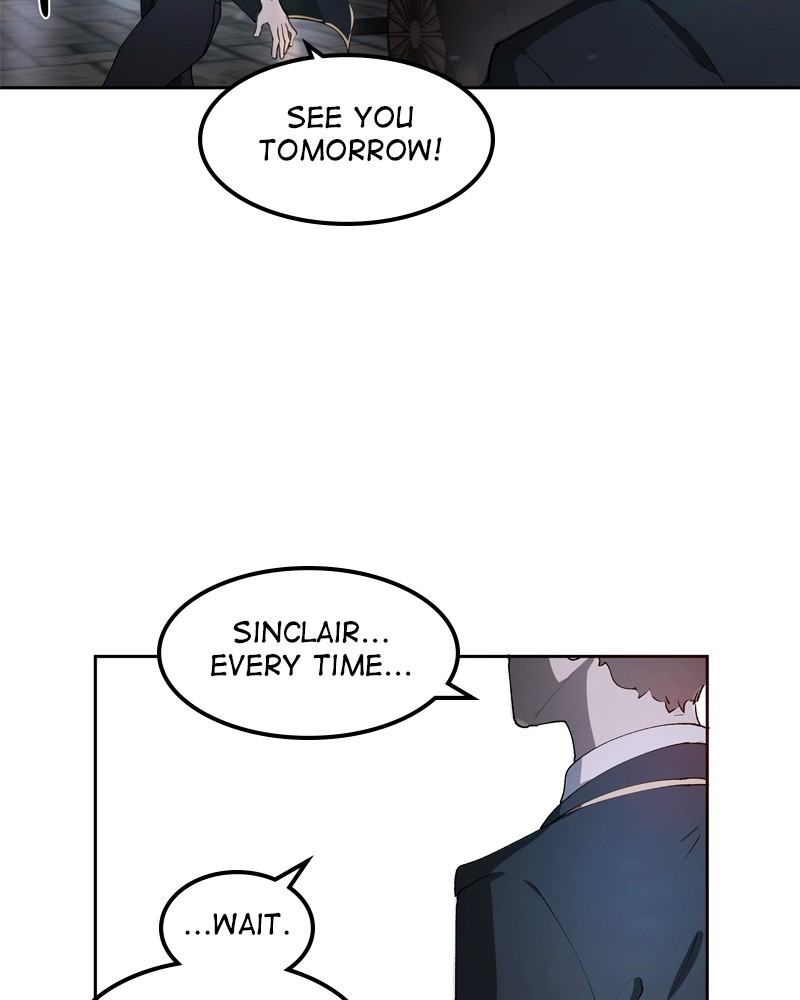 SEE YOU
TOMORROW!
SINCLAIR...
EVERY TIME...
...WAIT.